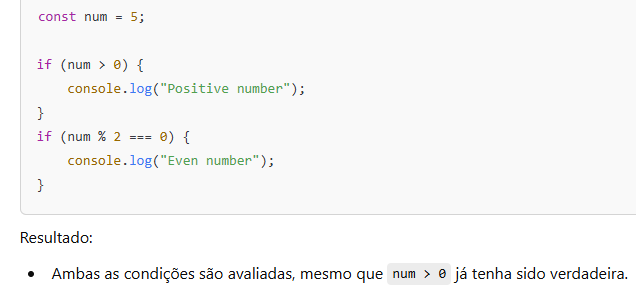 const num = 5;
if (num > 0) {
console.log("Positive number");
}
if (num % 2 === 0) {
console.log("Even number");
}
Resultado:
• Ambas as condições são avaliadas, mesmo que num > 0 já tenha sido verdadeira.